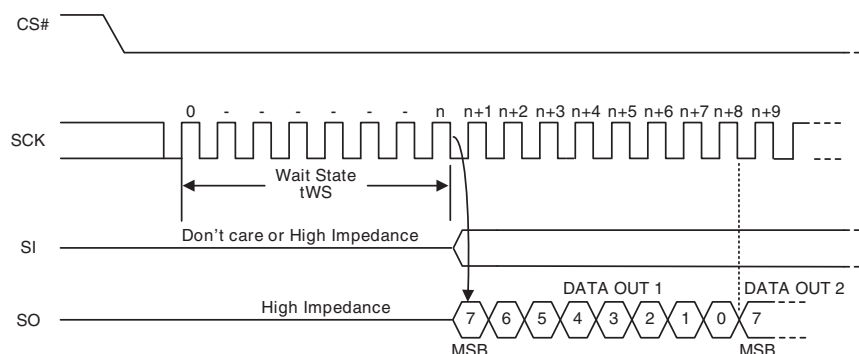 CS#
0 - - - - - - n n+1 n+2 n+3 n+4 n+5 n+6 n+7 n+8 n+9
SCK
Wait State
tWS
Don't care or High Impedance
SI
DATA OUT 1 DATA OUT 2
High Impedance
SO
7 6 5 4 3 2 1 0 7
MSB MSB